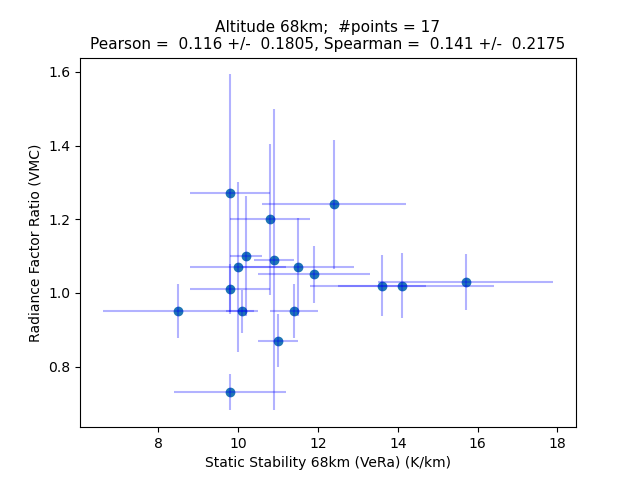 Altitude 68km;  #points = 17
Pearson =  0.116 +/-  0.1805, Spearman =  0.141 +/-  0.2175
1.6
1.4
1.2
1.0
0.8
Radiance Factor Ratio (VMC)
8 10 12 14 16 18
Static Stability 68km (VeRa) (K/km)